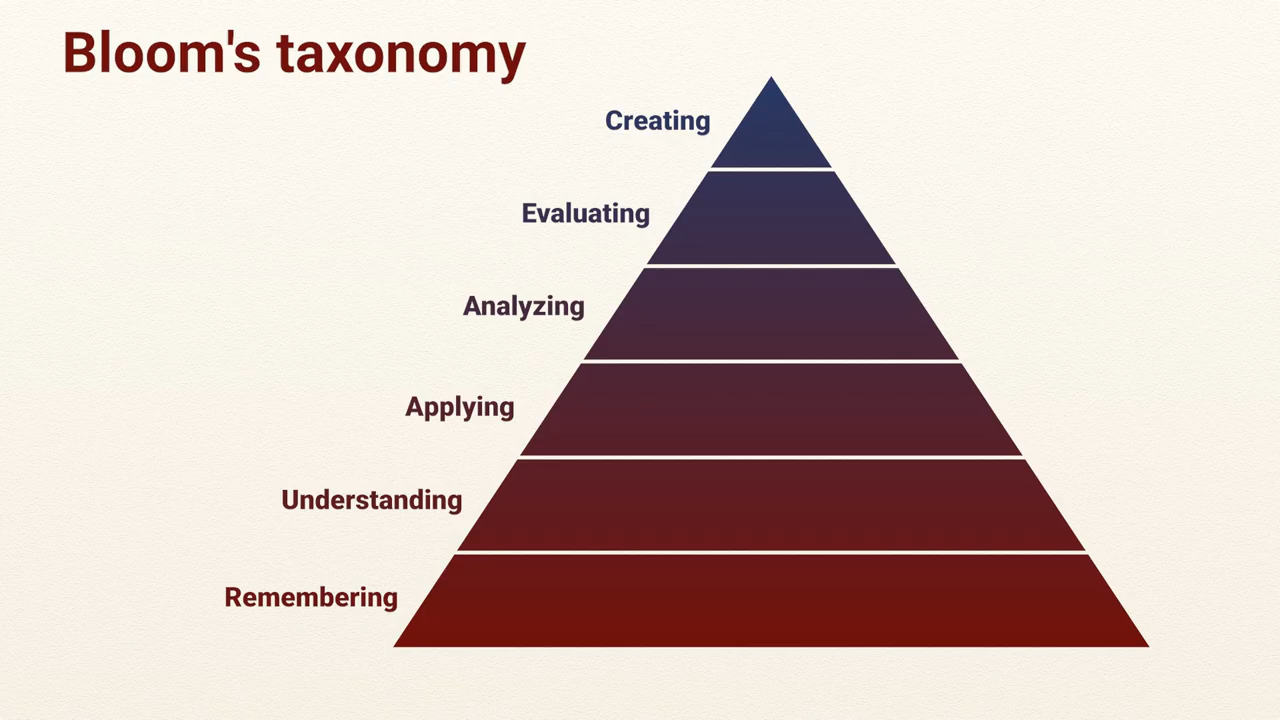 Bloom's taxonomy
Creating
Evaluating
Analyzing
Applying
Understanding
Remembering